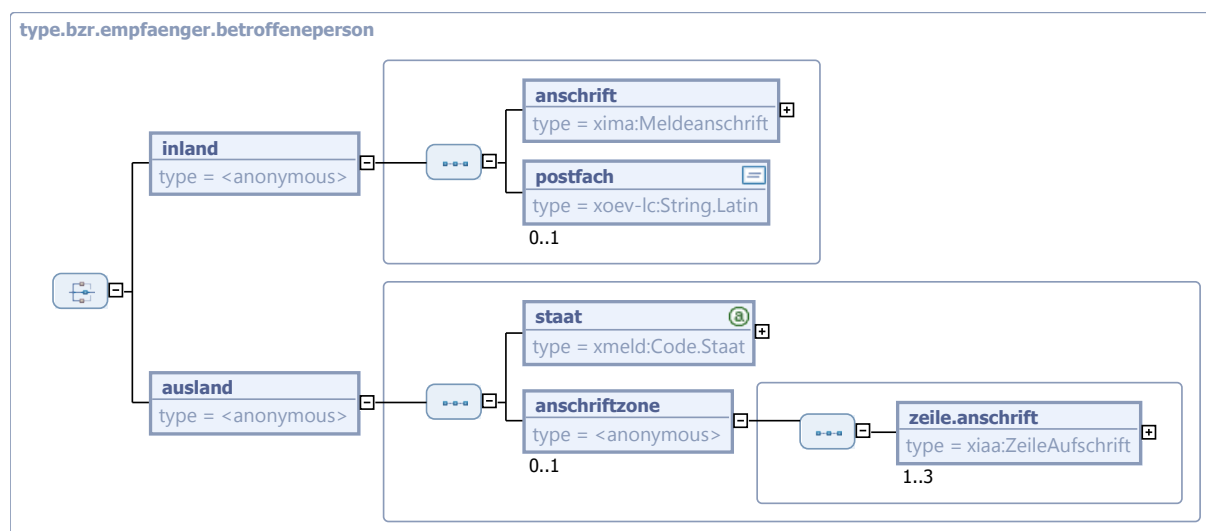 type.bzr.empfaenger.betroffeneperson
anschrift
type = xima:Meldeanschrift
inland
type = <anonymous>
postfach
type = xoev-lc:String.Latin
0..1
staat
type = xmeld:Code.Staat
ausland
type = <anonymous>
anschriftzone
type = <anonymous>
0..1
zeile.anschrift
type = xiaa:ZeileAufschrift
1..3